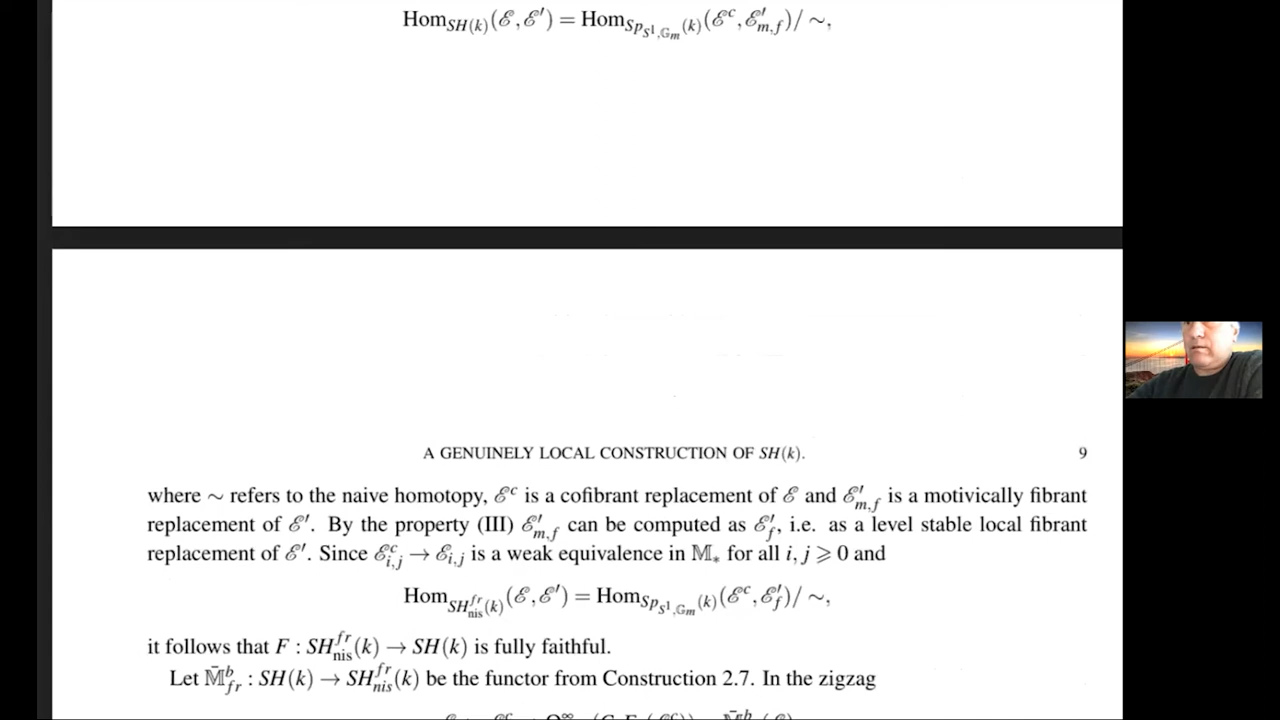 Hom_{SH(k)}(ℰ, ℰ′) = Hom_{Sp_{S^1,𝔾_m}(k)}(ℰ^c, ℰ′_{m,f})/ ∼,
A GENUINELY LOCAL CONSTRUCTION OF SH(k). 9
where ∼ refers to the naive homotopy, ℰ^c is a cofibrant replacement of ℰ and ℰ′_{m,f} is a motivically fibrant
replacement of ℰ′. By the property (III) ℰ′_{m,f} can be computed as ℰ′_f, i.e. as a level stable local fibrant
replacement of ℰ′. Since ℰ^c_{i,j} → ℰ_{i,j} is a weak equivalence in 𝕄_* for all i, j ⩾ 0 and
Hom_{SH^{fr}_{nis}(k)}(ℰ, ℰ′) = Hom_{Sp_{S^1,𝔾_m}(k)}(ℰ^c, ℰ′_f)/ ∼,
it follows that F : SH^{fr}_{nis}(k) → SH(k) is fully faithful.
Let \bar{𝕄}^b_{fr} : SH(k) → SH^{fr}_{nis}(k) be the functor from Construction 2.7. In the zigzag